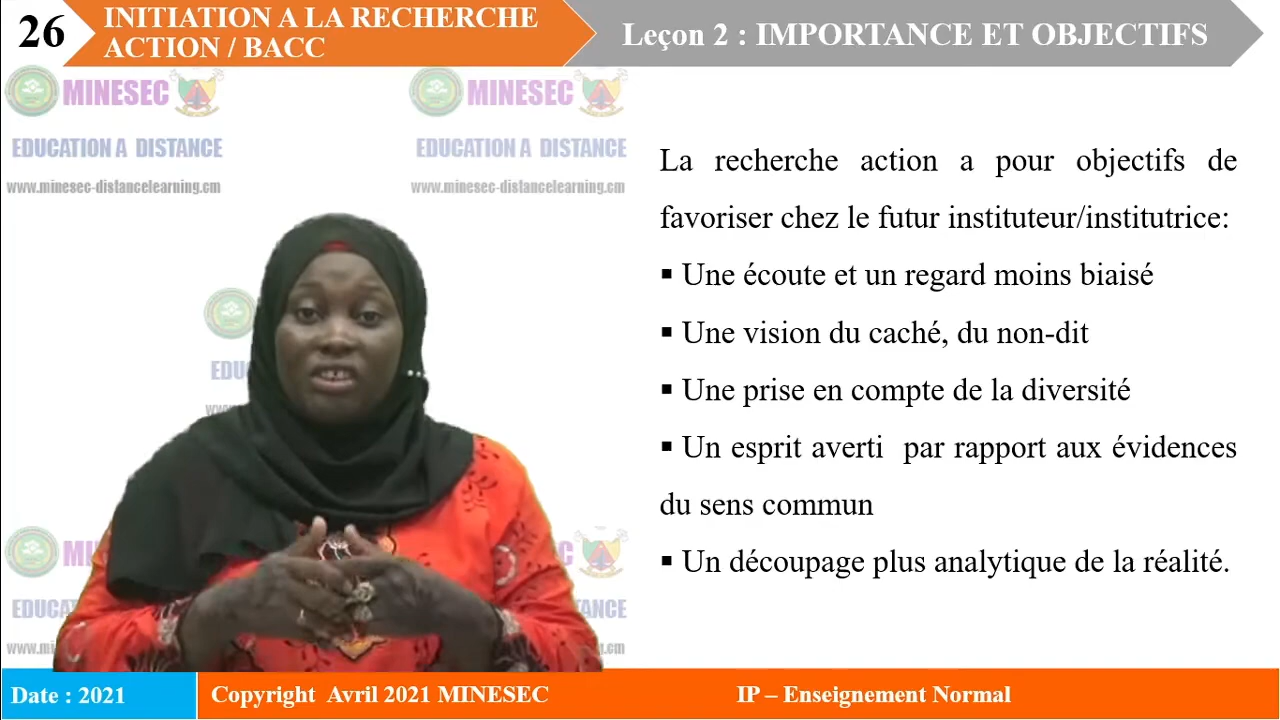 26
INITIATION A LA RECHERCHE
ACTION / BACC
Leçon 2 : IMPORTANCE ET OBJECTIFS
MINESEC
EDUCATION A DISTANCE
www.minesec-distancelearning.cm
MINESEC
EDUCATION A DISTANCE
www.minesec-distancelearning.cm
La recherche action a pour objectifs de
favoriser chez le futur instituteur/institutrice:
▪ Une écoute et un regard moins biaisé
▪ Une vision du caché, du non-dit
▪ Une prise en compte de la diversité
▪ Un esprit averti par rapport aux évidences
du sens commun
▪ Un découpage plus analytique de la réalité.
Date : 2021
Copyright Avril 2021 MINESEC
IP – Enseignement Normal